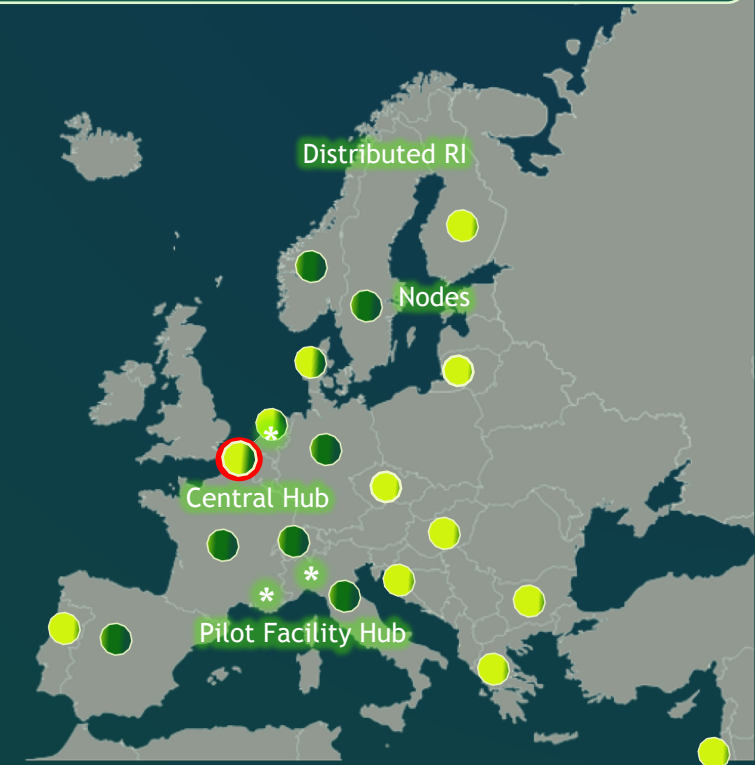 Distributed RI
Nodes
*
Central Hub
*
*
Pilot Facility Hub